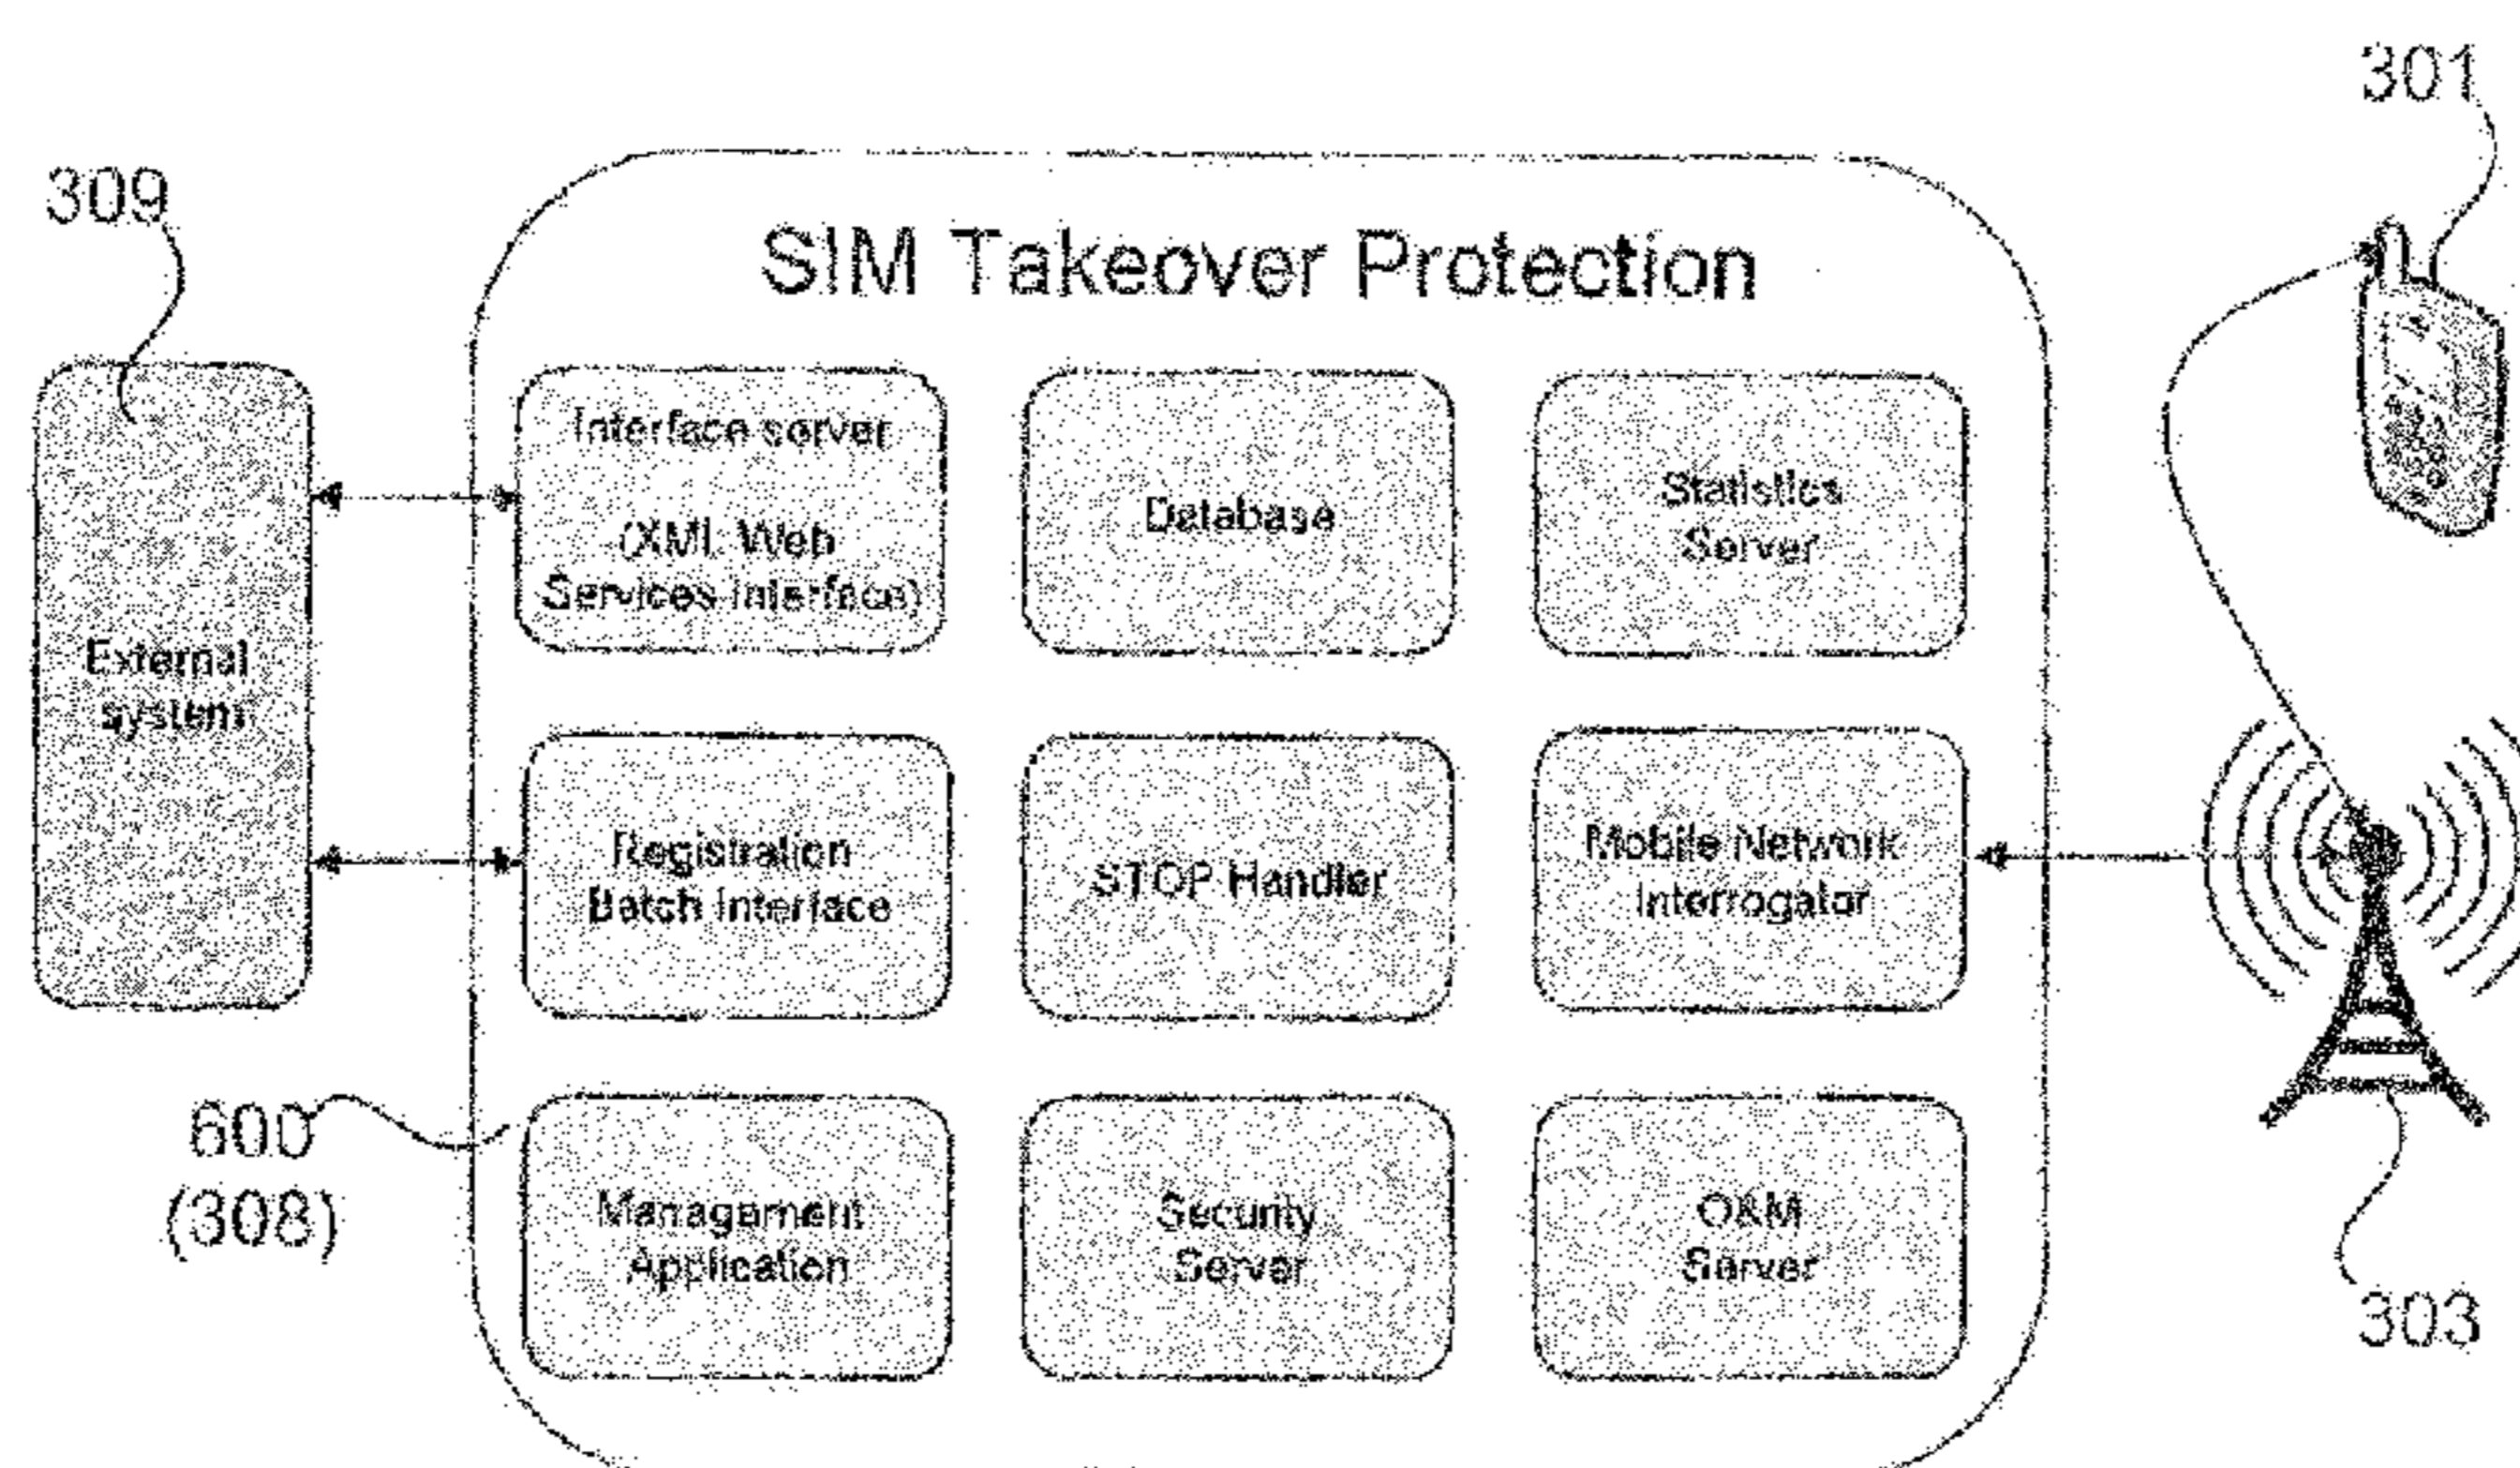 301
309
SIM Takeover Protection
Interface server
(XML Web
Services Interface)
Database
Statistics
Server
External
system
Registration
Batch Interface
STOP Handler
Mobile Network
Interrogator
600
(308)
Management
Application
Security
Server
O&M
Server
303